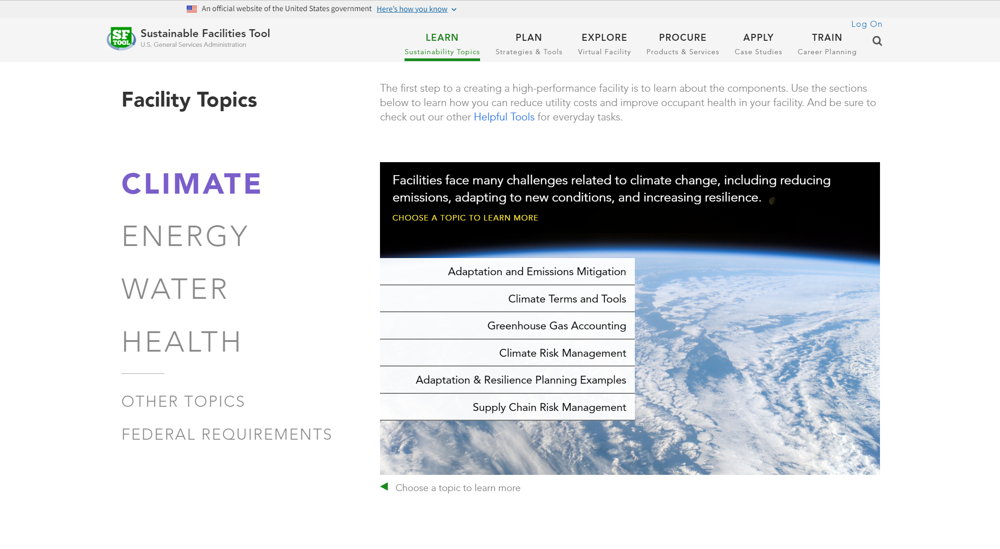 An official website of the United States government Here's how you know
Log On
SF
TOOL
Sustainable Facilities Tool
U.S. General Services Administration
LEARN
Sustainability Topics
PLAN
Strategies & Tools
EXPLORE
Virtual Facility
PROCURE
Products & Services
APPLY
Case Studies
TRAIN
Career Planning
Facility Topics
The first step to a creating a high-performance facility is to learn about the components. Use the sections
below to learn how you can reduce utility costs and improve occupant health in your facility. And be sure to
check out our other Helpful Tools for everyday tasks.
CLIMATE
ENERGY
WATER
HEALTH
OTHER TOPICS
FEDERAL REQUIREMENTS
Facilities face many challenges related to climate change, including reducing
emissions, adapting to new conditions, and increasing resilience.
CHOOSE A TOPIC TO LEARN MORE
Adaptation and Emissions Mitigation
Climate Terms and Tools
Greenhouse Gas Accounting
Climate Risk Management
Adaptation & Resilience Planning Examples
Supply Chain Risk Management
Choose a topic to learn more